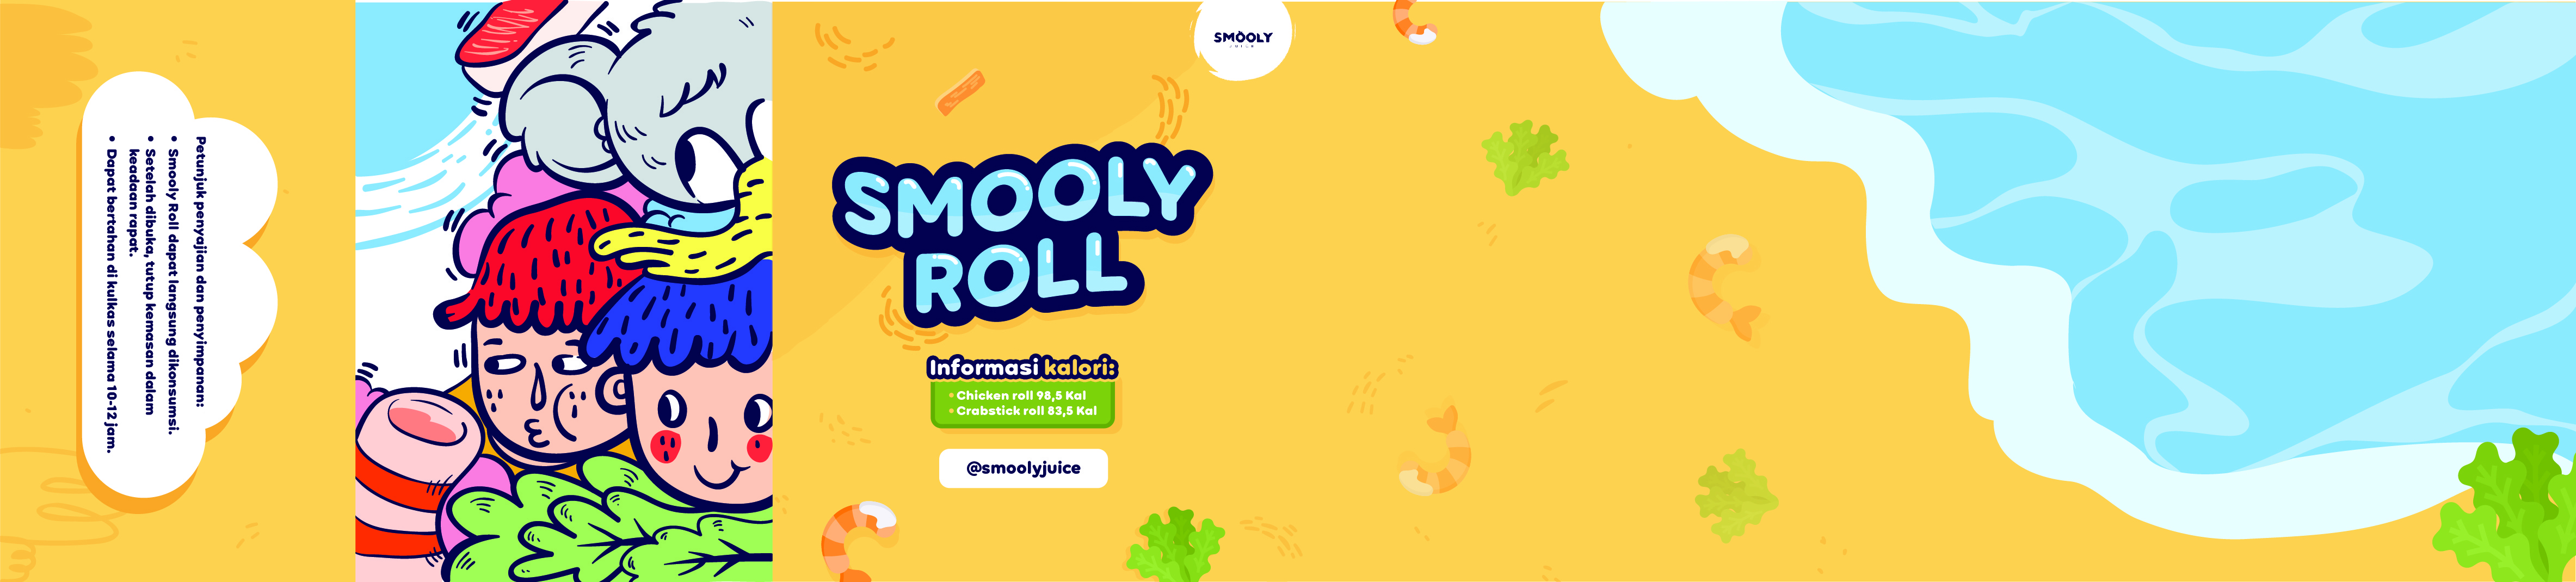 Petunjuk penyajian dan penyimpanan:
• Smooly Roll dapat langsung dikonsumsi.
• Setelah dibuka, tutup kemasan dalam
keadaan rapat.
• Dapat bertahan di kulkas selama 10-12 jam.
SMOOLY
ROLL
Informasi kalori:
• Chicken roll 98,5 Kal
• Crabstick roll 83,5 Kal
@smoolyjuice
SMOOLY
JUICE